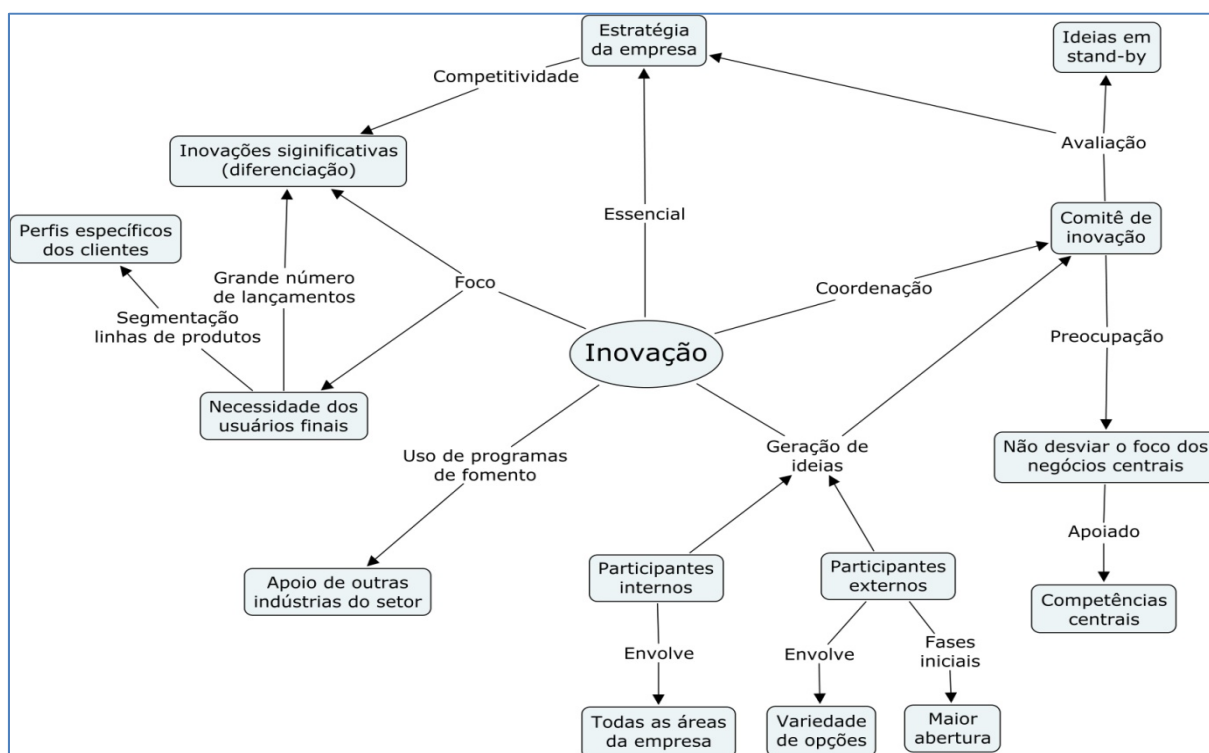 Estratégia
da empresa
Ideias em
stand-by
Competitividade
Avaliação
Inovações siginificativas
(diferenciação)
Essencial
Perfis específicos
dos clientes
Comitê de
inovação
Grande número
de lançamentos
Foco
Coordenação
Segmentação
linhas de produtos
Preocupação
Inovação
Necessidade dos
usuários finais
Uso de programas
de fomento
Geração de
ideias
Não desviar o foco dos
negócios centrais
Apoiado
Apoio de outras
indústrias do setor
Participantes
internos
Participantes
externos
Competências
centrais
Envolve
Envolve
Fases
iniciais
Todas as áreas
da empresa
Variedade
de opções
Maior
abertura